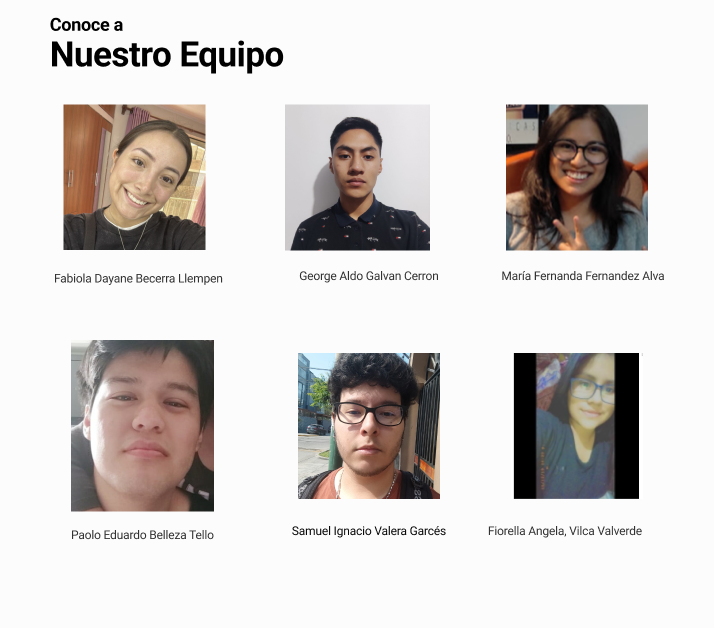 Conoce a
Nuestro Equipo
Fabiola Dayane Becerra Llempen
George Aldo Galvan Cerron
María Fernanda Fernandez Alva
Paolo Eduardo Belleza Tello
Samuel Ignacio Valera Garcés
Fiorella Angela, Vilca Valverde